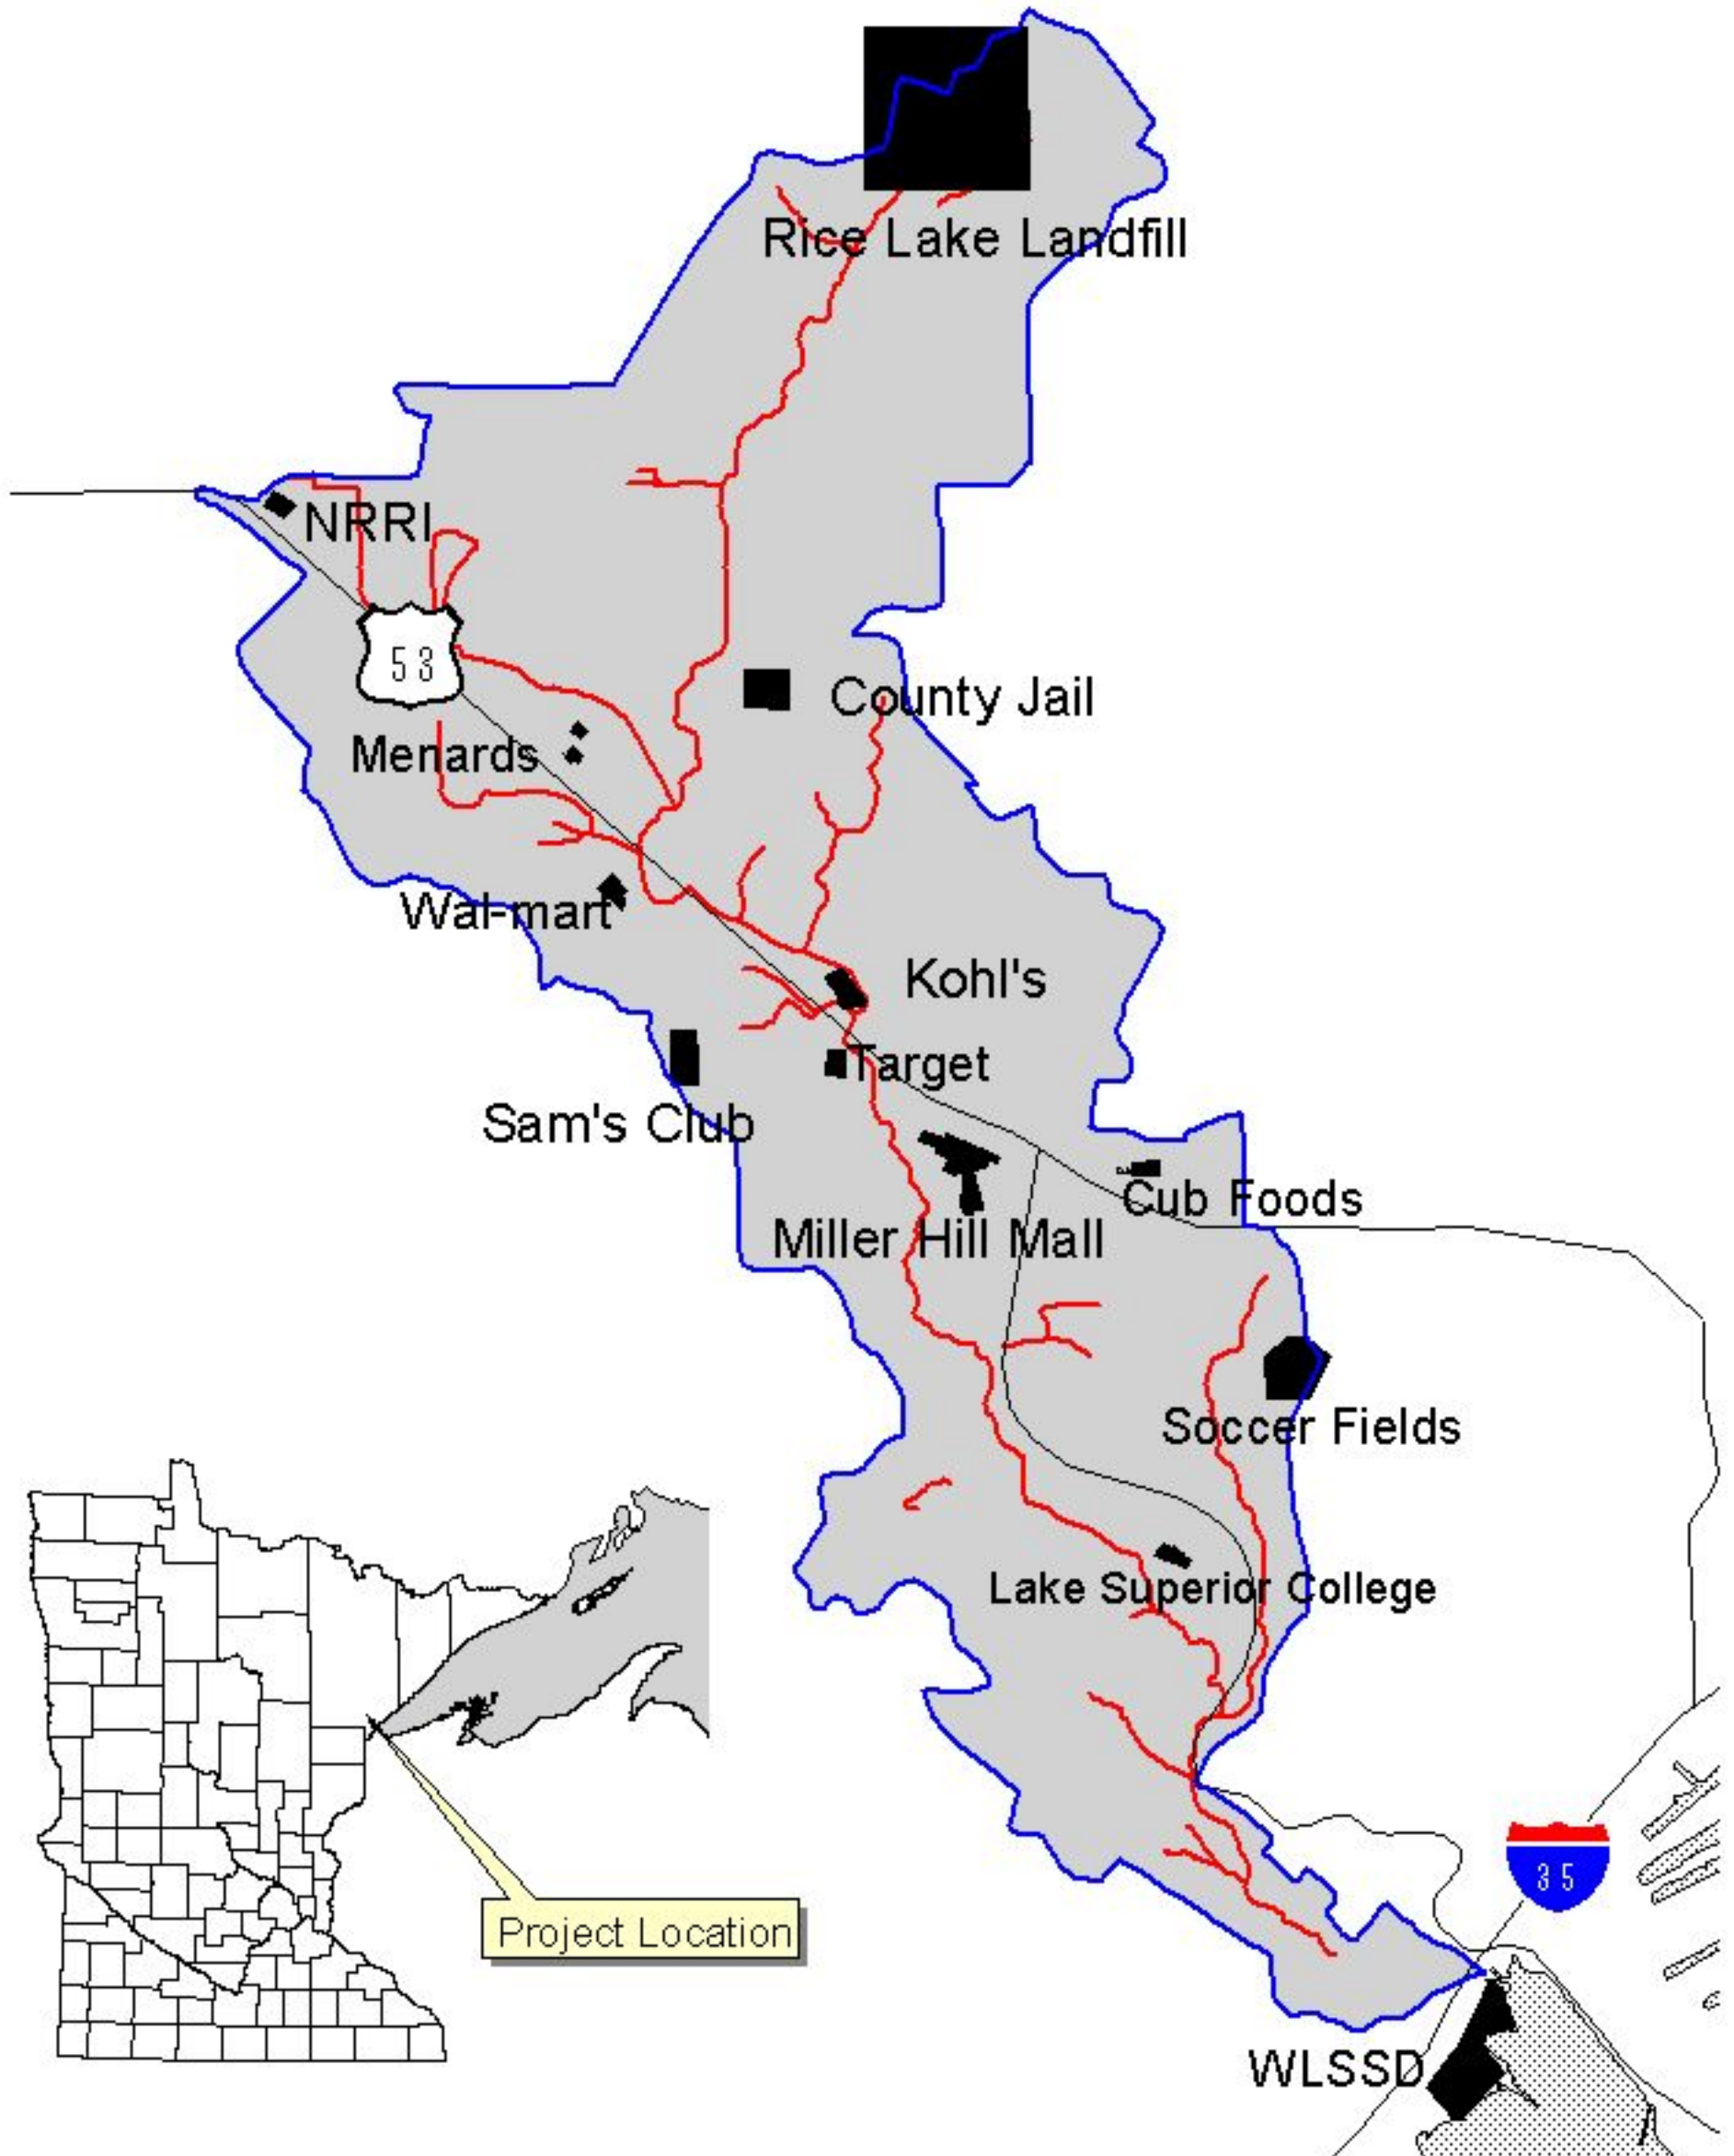 Rice Lake Landfill
NRRI
53
County Jail
Menards
Wal-mart
Kohl's
Target
Sam's Club
Cub Foods
Miller Hill Mall
Soccer Fields
Lake Superior College
35
Project Location
WLSSD